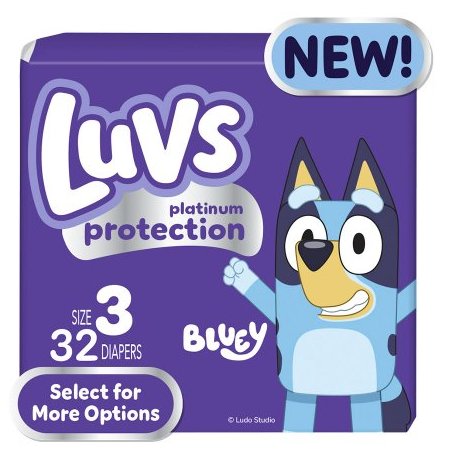 NEW!
Luvs
platinum
protection
SIZE 3
32 DIAPERS
BLUEY
Select for
More Options
© Ludo Studio